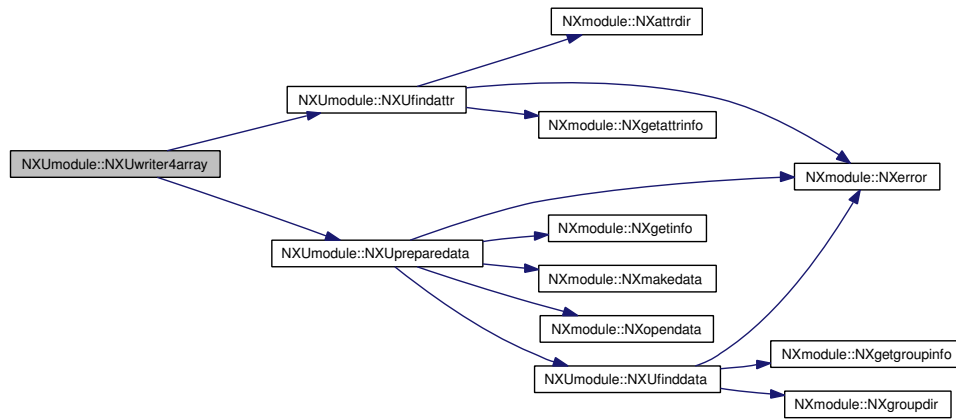 NXmodule::NXattrdir
NXUmodule::NXUfindattr
NXmodule::NXgetattrinfo
NXUmodule::NXUwriter4array
NXmodule::NXerror
NXmodule::NXgetinfo
NXUmodule::NXUpreparedata
NXmodule::NXmakedata
NXmodule::NXopendata
NXmodule::NXgetgroupinfo
NXUmodule::NXUfinddata
NXmodule::NXgroupdir